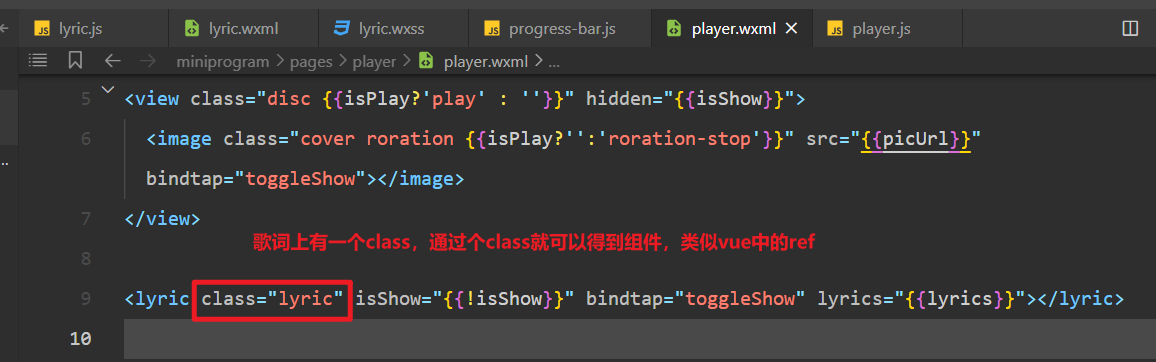 JS lyric.js lyric.wxml lyric.wxss JS progress-bar.js player.wxml JS player.js
miniprogram > pages > player > player.wxml > ...
5 <view class="disc {{isPlay?'play' : ''}}" hidden="{{isShow}}">
6 <image class="cover roration {{isPlay?'':'roration-stop'}}" src="{{picUrl}}"
bindtap="toggleShow"></image>
7 </view>
歌词上有一个class，通过个class就可以得到组件，类似vue中的ref
8
9 <lyric class="lyric" isShow="{{!isShow}}" bindtap="toggleShow" lyrics="{{lyrics}}"></lyric>
10